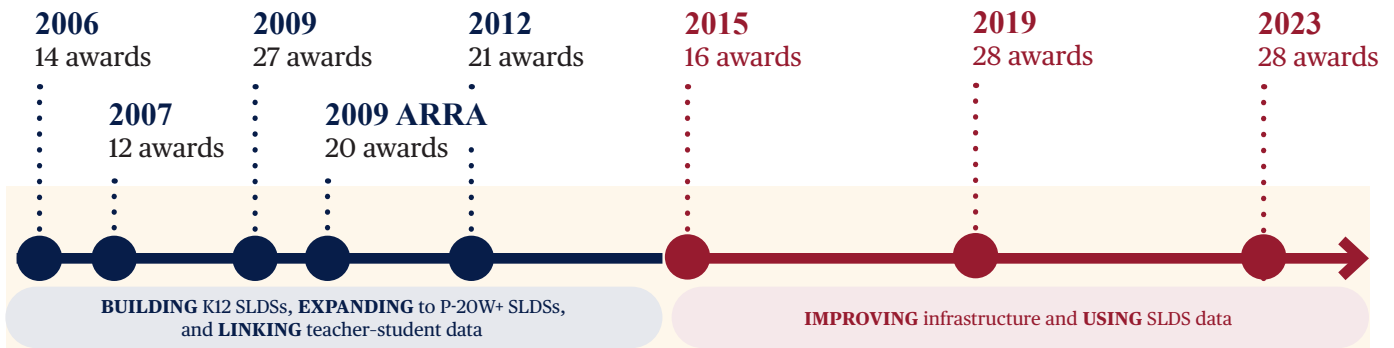 2006
14 awards
2007
12 awards
2009
27 awards
2009 ARRA
20 awards
2012
21 awards
2015
16 awards
2019
28 awards
2023
28 awards
BUILDING K12 SLDSs, EXPANDING to P-20W+ SLDSs,
and LINKING teacher-student data
IMPROVING infrastructure and USING SLDS data